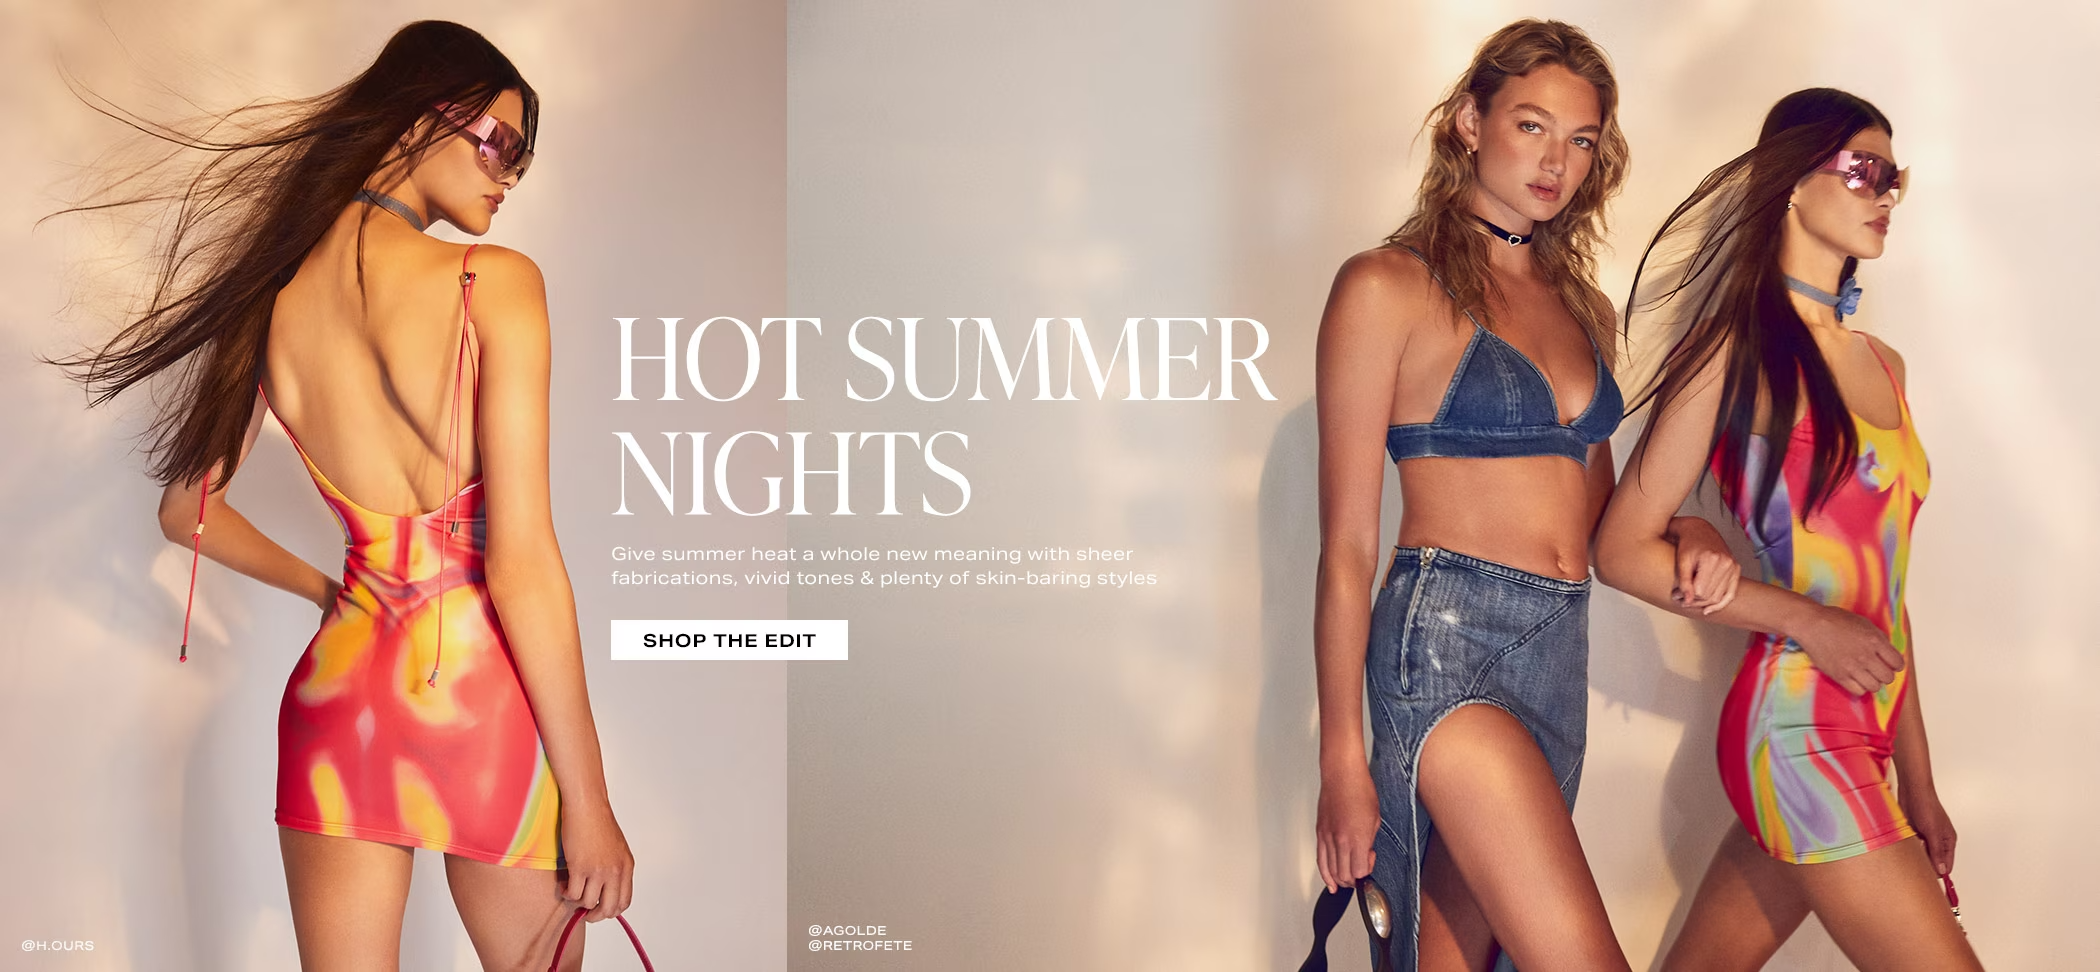 HOT SUMMER
NIGHTS
Give summer heat a whole new meaning with sheer
fabrications, vivid tones & plenty of skin-baring styles
SHOP THE EDIT
@H.OURS
@AGOLDE
@RETROFETE